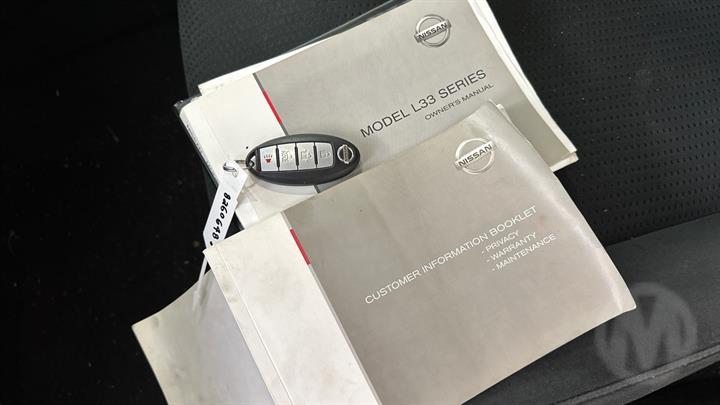 NISSAN
MODEL L33 SERIES
OWNER'S MANUAL
NISSAN
CUSTOMER INFORMATION BOOKLET
- PRIVACY
- WARRANTY
- MAINTENANCE